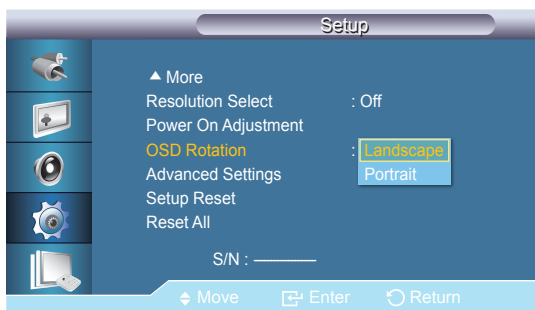 Setup
▲ More
Resolution Select : Off
Power On Adjustment
OSD Rotation : Landscape
Advanced Settings Portrait
Setup Reset
Reset All
S/N : ————
Move Enter Return